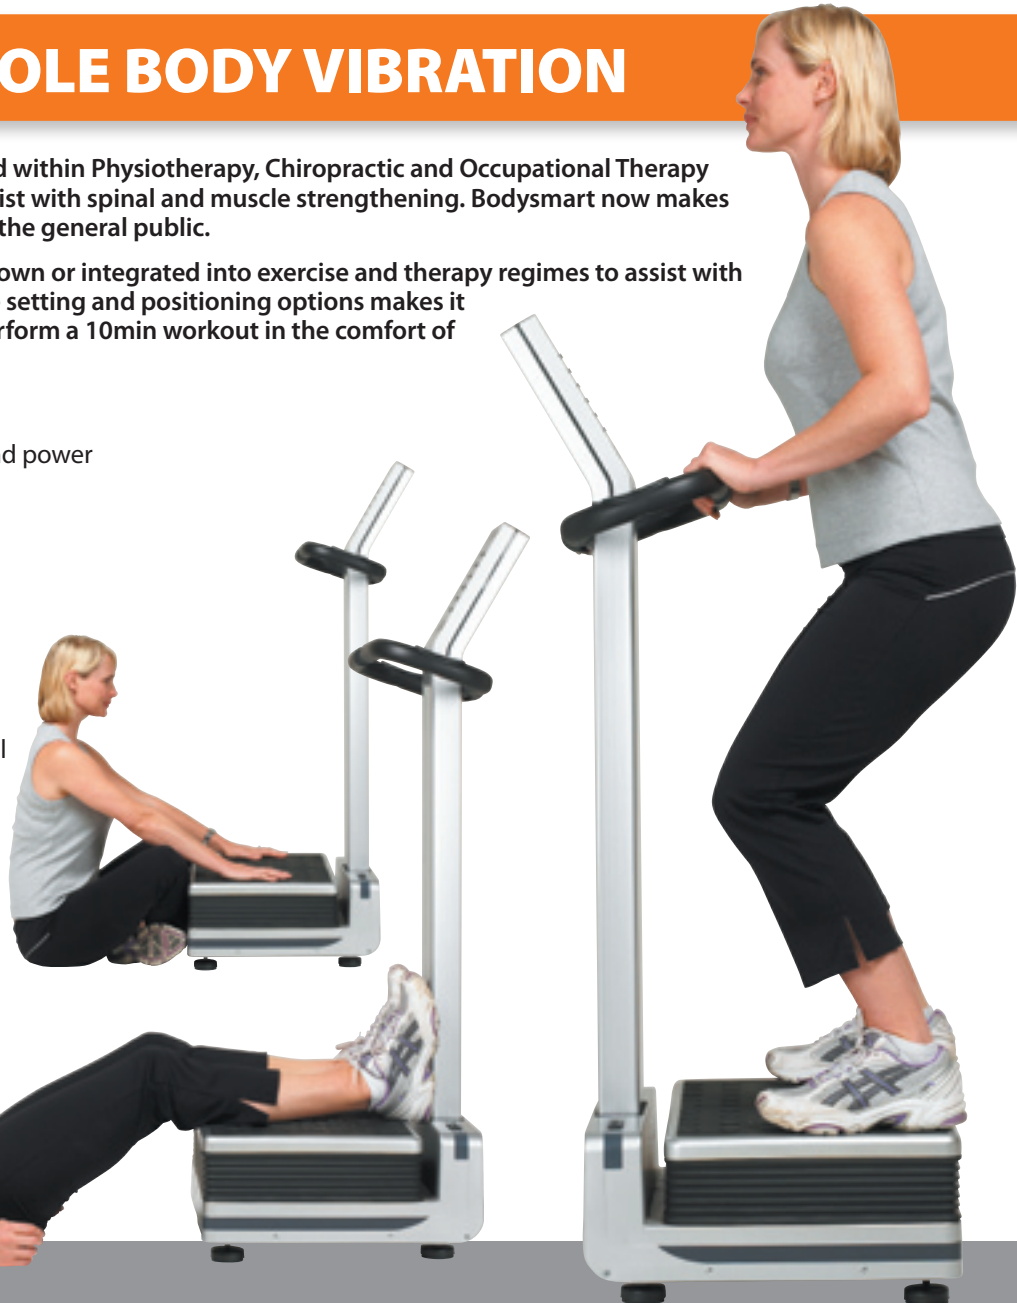 OLE BODY VIBRATION
d within Physiotherapy, Chiropractic and Occupational Therapy
ist with spinal and muscle strengthening. Bodysmart now makes
the general public.
own or integrated into exercise and therapy regimes to assist with
setting and positioning options makes it
rform a 10min workout in the comfort of
d power
l